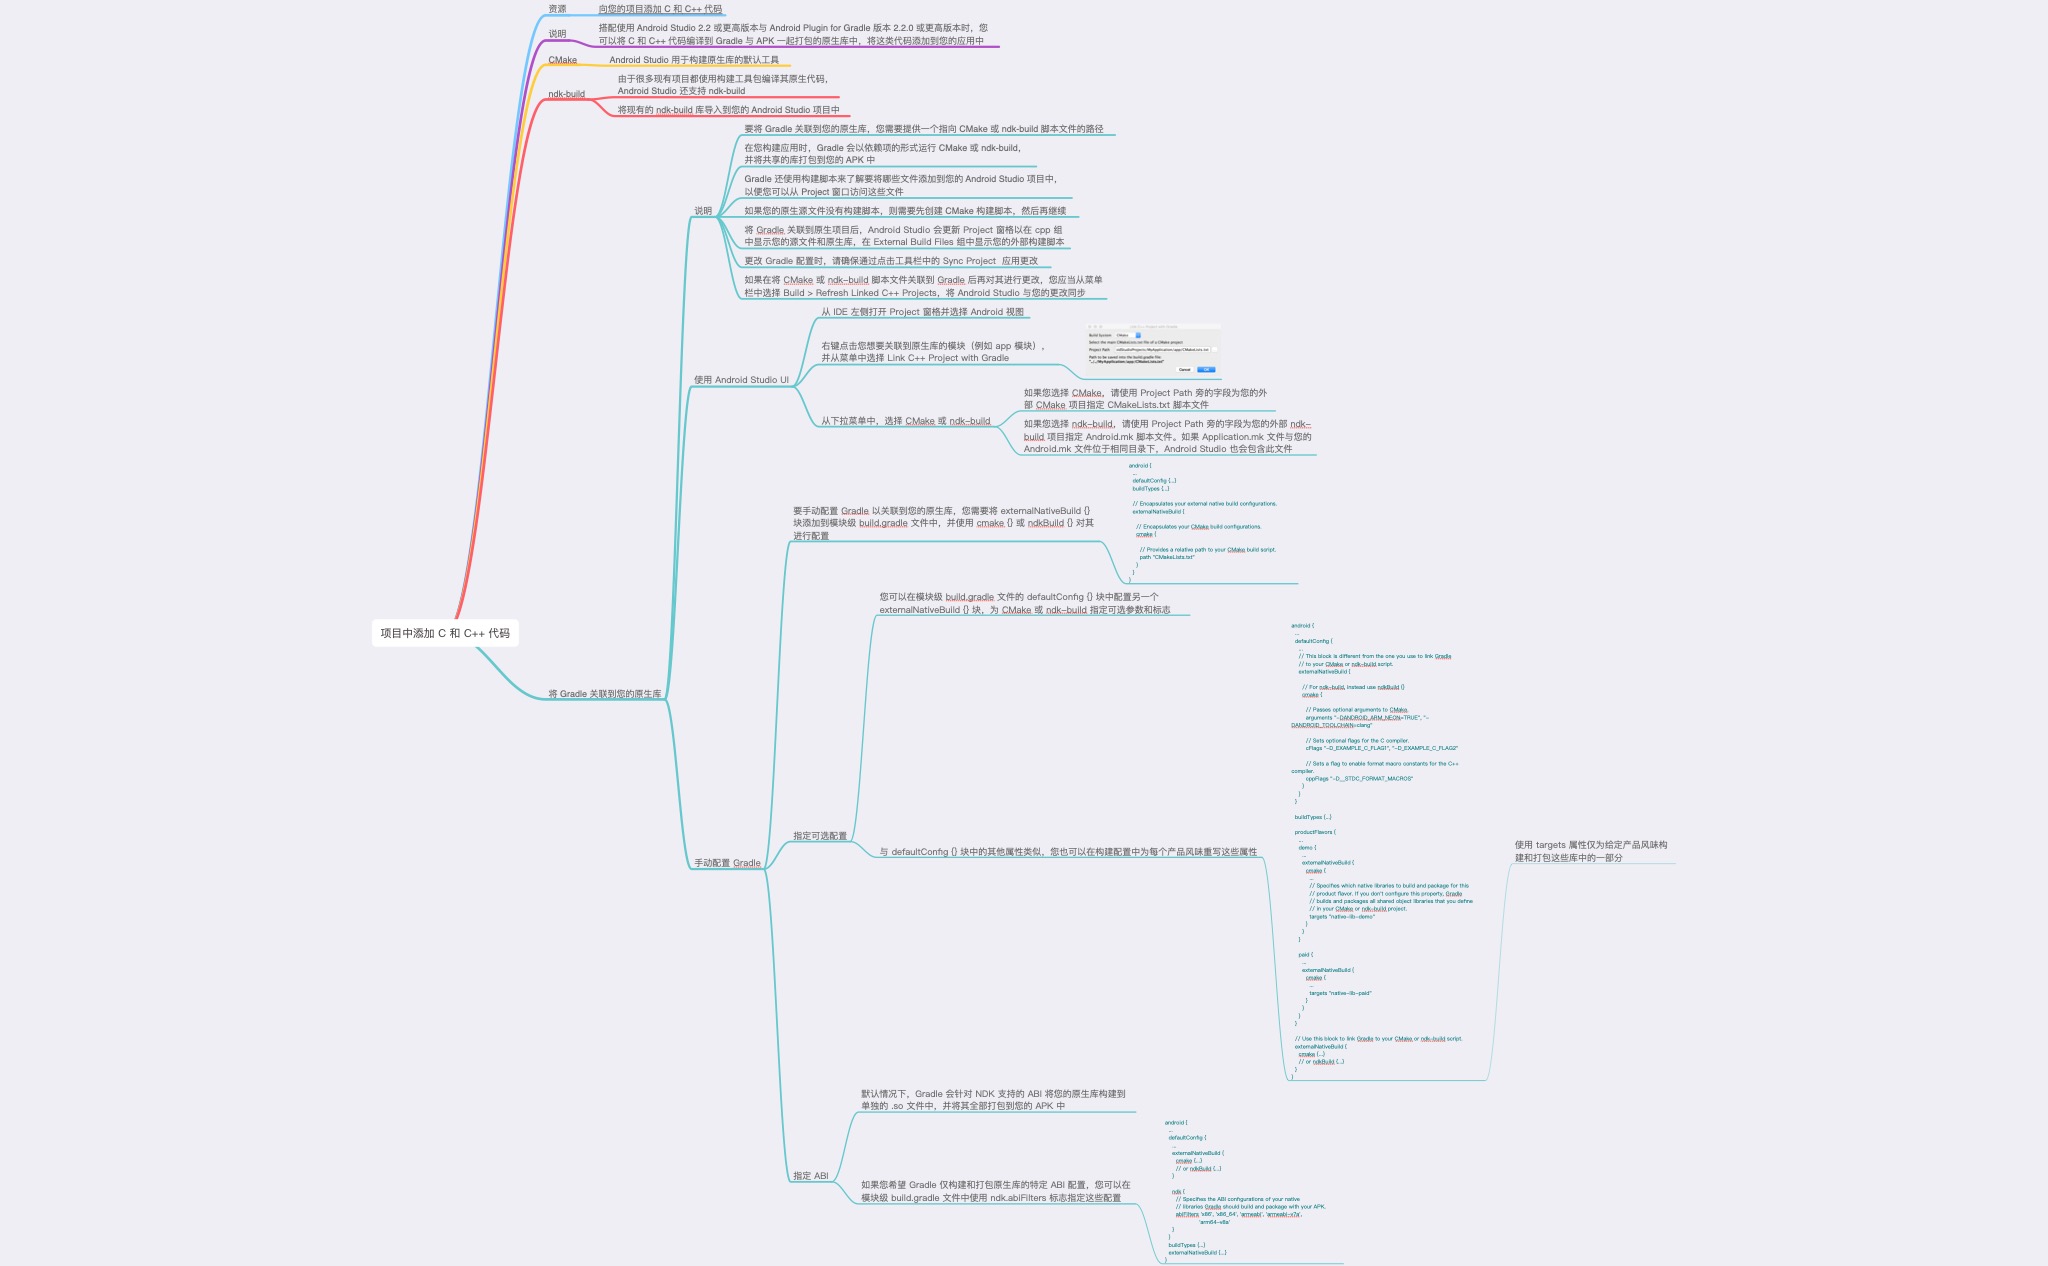 资源
向您的项目添加 C 和 C++ 代码
说明
搭配使用 Android Studio 2.2 或更高版本与 Android Plugin for Gradle 版本 2.2.0 或更高版本时，您
可以将 C 和 C++ 代码编译到 Gradle 与 APK 一起打包的原生库中，将这类代码添加到您的应用中
CMake
Android Studio 用于构建原生库的默认工具
ndk-build
由于很多现有项目都使用构建工具包编译其原生代码，
Android Studio 还支持 ndk-build
将现有的 ndk-build 库导入到您的 Android Studio 项目中
项目中添加 C 和 C++ 代码
将 Gradle 关联到您的原生库
说明
要将 Gradle 关联到您的原生库，您需要提供一个指向 CMake 或 ndk-build 脚本文件的路径
在您构建应用时，Gradle 会以依赖项的形式运行 CMake 或 ndk-build，
并将共享的库打包到您的 APK 中
Gradle 还使用构建脚本来了解要将哪些文件添加到您的 Android Studio 项目中，
以便您可以从 Project 窗口访问这些文件
如果您的原生源文件没有构建脚本，则需要先创建 CMake 构建脚本，然后再继续
将 Gradle 关联到原生项目后，Android Studio 会更新 Project 窗格以在 cpp 组
中显示您的源文件和原生库，在 External Build Files 组中显示您的外部构建脚本
更改 Gradle 配置时，请确保通过点击工具栏中的 Sync Project  应用更改
如果在将 CMake 或 ndk-build 脚本文件关联到 Gradle 后再对其进行更改，您应当从菜单
栏中选择 Build > Refresh Linked C++ Projects，将 Android Studio 与您的更改同步
使用 Android Studio UI
从 IDE 左侧打开 Project 窗格并选择 Android 视图
右键点击您想要关联到原生库的模块（例如 app 模块），
并从菜单中选择 Link C++ Project with Gradle
Build System CMake
Select the main CMakeLists.txt file of a CMake project
Project Path
Path to be saved into the build.gradle file:
Cancel
OK
从下拉菜单中，选择 CMake 或 ndk-build
如果您选择 CMake，请使用 Project Path 旁的字段为您的外
部 CMake 项目指定 CMakeLists.txt 脚本文件
如果您选择 ndk-build，请使用 Project Path 旁的字段为您的外部 ndk-
build 项目指定 Android.mk 脚本文件。如果 Application.mk 文件与您的
Android.mk 文件位于相同目录下，Android Studio 也会包含此文件
手动配置 Gradle
要手动配置 Gradle 以关联到您的原生库，您需要将 externalNativeBuild {}
块添加到模块级 build.gradle 文件中，并使用 cmake {} 或 ndkBuild {} 对其
进行配置
android {
...
defaultConfig {...}
buildTypes {...}
// Encapsulates your external native build configurations.
externalNativeBuild {
// Encapsulates your CMake build configurations.
cmake {
// Provides a relative path to your CMake build script.
path "CMakeLists.txt"
}
}
}
指定可选配置
您可以在模块级 build.gradle 文件的 defaultConfig {} 块中配置另一个
externalNativeBuild {} 块，为 CMake 或 ndk-build 指定可选参数和标志
与 defaultConfig {} 块中的其他属性类似，您也可以在构建配置中为每个产品风味重写这些属性
android {
...
defaultConfig {
...
// This block is different from the one you use to link Gradle
// to your CMake or ndk-build script.
externalNativeBuild {
// For ndk-build, instead use ndkBuild {}
cmake {
// Passes optional arguments to CMake.
arguments "-DANDROID_ARM_NEON=TRUE", "-
DANDROID_TOOLCHAIN=clang"
// Sets optional flags for the C compiler.
cFlags "-D_EXAMPLE_C_FLAG1", "-D_EXAMPLE_C_FLAG2"
// Sets a flag to enable format macro constants for the C++
compiler.
cppFlags "-D__STDC_FORMAT_MACROS"
}
}
}
buildTypes {...}
productFlavors {
...
demo {
...
externalNativeBuild {
cmake {
...
// Specifies which native libraries to build and package for this
// product flavor. If you don't configure this property, Gradle
// builds and packages all shared object libraries that you define
// in your CMake or ndk-build project.
targets "native-lib-demo"
}
}
}
paid {
...
externalNativeBuild {
cmake {
...
targets "native-lib-paid"
}
}
}
}
// Use this block to link Gradle to your CMake or ndk-build script.
externalNativeBuild {
cmake {...}
// or ndkBuild {...}
}
}
使用 targets 属性仅为给定产品风味构
建和打包这些库中的一部分
指定 ABI
默认情况下，Gradle 会针对 NDK 支持的 ABI 将您的原生库构建到
单独的 .so 文件中，并将其全部打包到您的 APK 中
如果您希望 Gradle 仅构建和打包原生库的特定 ABI 配置，您可以在
模块级 build.gradle 文件中使用 ndk.abiFilters 标志指定这些配置
android {
...
defaultConfig {
...
externalNativeBuild {
cmake {...}
// or ndkBuild {...}
}
ndk {
// Specifies the ABI configurations of your native
// libraries Gradle should build and package with your APK.
abiFilters 'x86', 'x86_64', 'armeabi', 'armeabi-v7a',
'arm64-v8a'
}
}
buildTypes {...}
externalNativeBuild {...}
}